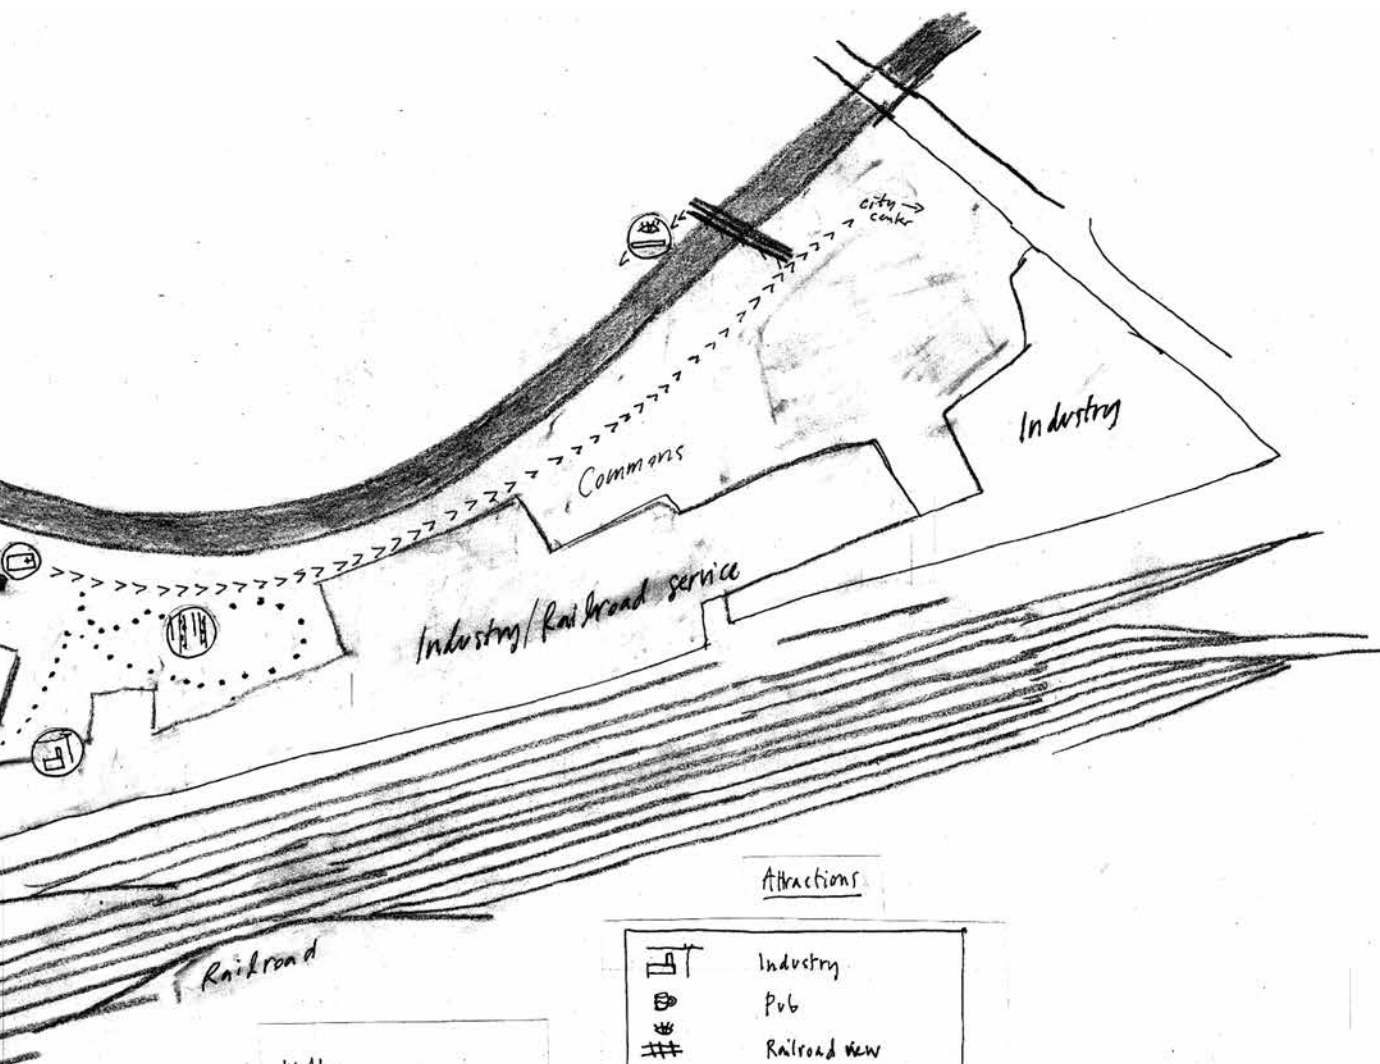 city →
center
Commons
Industry
Industry/Railroad service
Railroad
Attractions
Industry
Pub
Railroad view